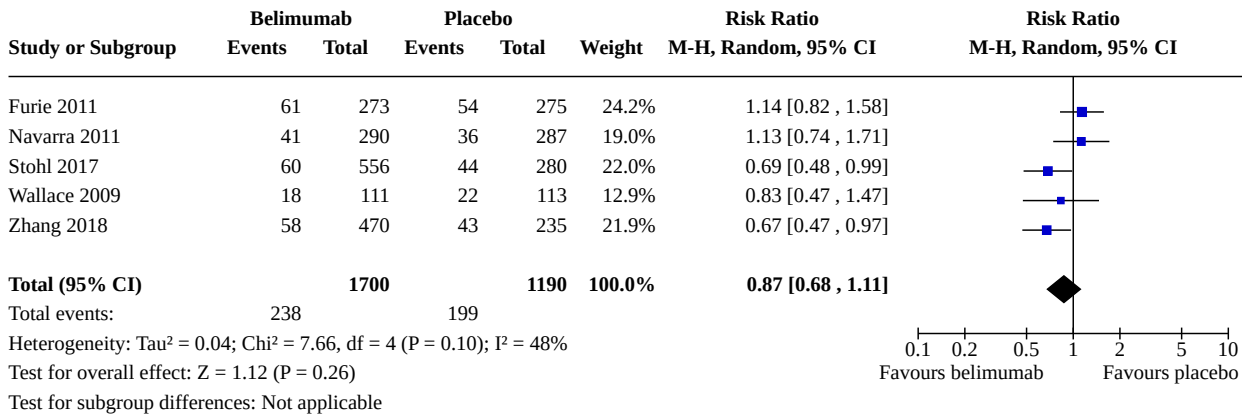 Belimumab Placebo Risk Ratio Risk Ratio
Study or Subgroup Events Total Events Total Weight M-H, Random, 95% CI M-H, Random, 95% CI
Furie 2011 61 273 54 275 24.2% 1.14 [0.82 , 1.58]
Navarra 2011 41 290 36 287 19.0% 1.13 [0.74 , 1.71]
Stohl 2017 60 556 44 280 22.0% 0.69 [0.48 , 0.99]
Wallace 2009 18 111 22 113 12.9% 0.83 [0.47 , 1.47]
Zhang 2018 58 470 43 235 21.9% 0.67 [0.47 , 0.97]
Total (95% CI) 1700 1190 100.0% 0.87 [0.68 , 1.11]
Total events: 238 199
Heterogeneity: Tau² = 0.04; Chi² = 7.66, df = 4 (P = 0.10); I² = 48%
0.1 0.2 0.5 1 2 5 10
Test for overall effect: Z = 1.12 (P = 0.26) Favours belimumab Favours placebo
Test for subgroup differences: Not applicable